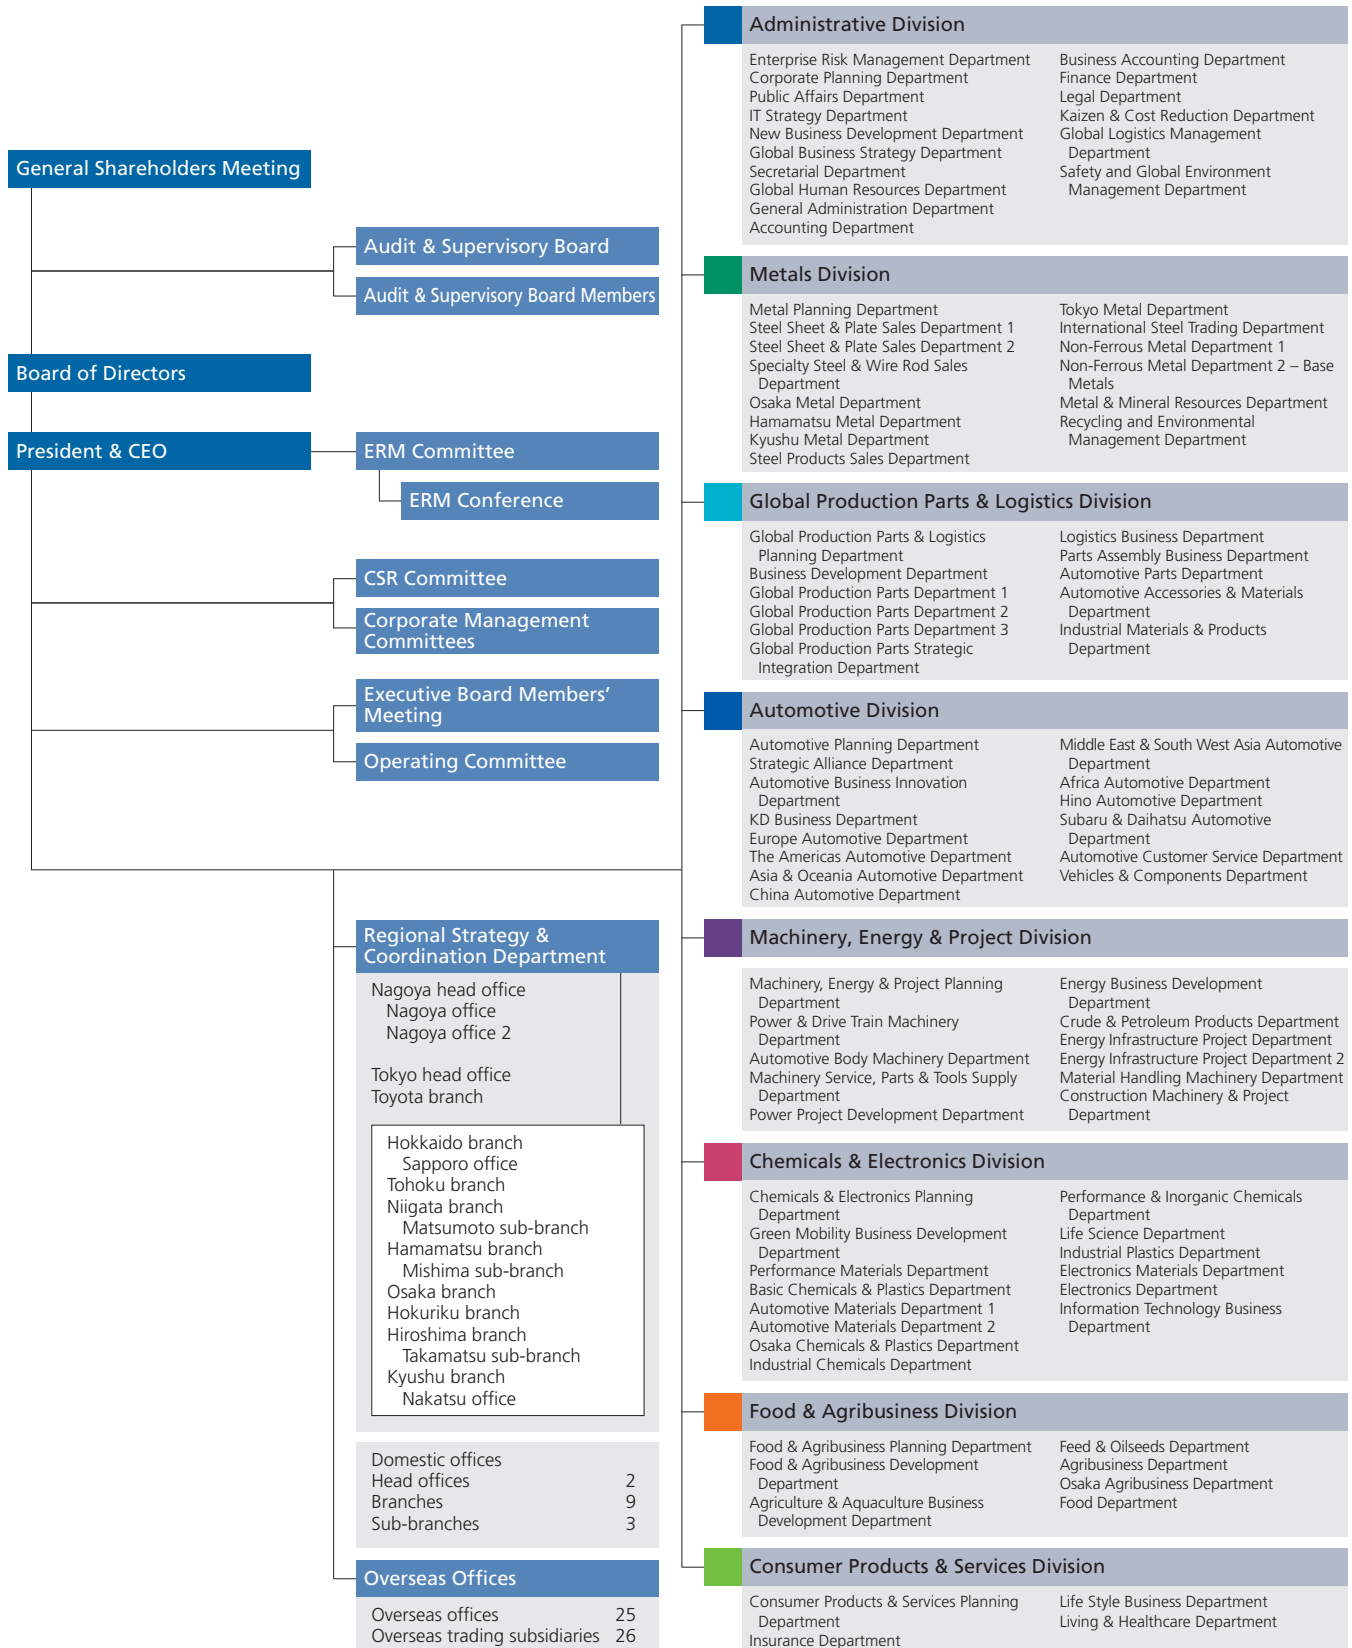 General Shareholders Meeting
Audit & Supervisory Board
Audit & Supervisory Board Members
Board of Directors
President & CEO
ERM Committee
ERM Conference
CSR Committee
Corporate Management
Committees
Executive Board Members’
Meeting
Operating Committee
Regional Strategy &
Coordination Department
Nagoya head office
Nagoya office
Nagoya office 2
Tokyo head office
Toyota branch
Hokkaido branch
Sapporo office
Tohoku branch
Niigata branch
Matsumoto sub-branch
Hamamatsu branch
Mishima sub-branch
Osaka branch
Hokuriku branch
Hiroshima branch
Takamatsu sub-branch
Kyushu branch
Nakatsu office
Domestic offices
Head offices 2
Branches 9
Sub-branches 3
Overseas Offices
Overseas offices 25
Overseas trading subsidiaries 26
Administrative Division
Enterprise Risk Management Department
Corporate Planning Department
Public Affairs Department
IT Strategy Department
New Business Development Department
Global Business Strategy Department
Secretarial Department
Global Human Resources Department
General Administration Department
Accounting Department
Business Accounting Department
Finance Department
Legal Department
Kaizen & Cost Reduction Department
Global Logistics Management
Department
Safety and Global Environment
Management Department
Metals Division
Metal Planning Department
Steel Sheet & Plate Sales Department 1
Steel Sheet & Plate Sales Department 2
Specialty Steel & Wire Rod Sales
Department
Osaka Metal Department
Hamamatsu Metal Department
Kyushu Metal Department
Steel Products Sales Department
Tokyo Metal Department
International Steel Trading Department
Non-Ferrous Metal Department 1
Non-Ferrous Metal Department 2 – Base
Metals
Metal & Mineral Resources Department
Recycling and Environmental
Management Department
Global Production Parts & Logistics Division
Global Production Parts & Logistics
Planning Department
Business Development Department
Global Production Parts Department 1
Global Production Parts Department 2
Global Production Parts Department 3
Global Production Parts Strategic
Integration Department
Logistics Business Department
Parts Assembly Business Department
Automotive Parts Department
Automotive Accessories & Materials
Department
Industrial Materials & Products
Department
Automotive Division
Automotive Planning Department
Strategic Alliance Department
Automotive Business Innovation
Department
KD Business Department
Europe Automotive Department
The Americas Automotive Department
Asia & Oceania Automotive Department
China Automotive Department
Middle East & South West Asia Automotive
Department
Africa Automotive Department
Hino Automotive Department
Subaru & Daihatsu Automotive
Department
Automotive Customer Service Department
Vehicles & Components Department
Machinery, Energy & Project Division
Machinery, Energy & Project Planning
Department
Power & Drive Train Machinery
Department
Automotive Body Machinery Department
Machinery Service, Parts & Tools Supply
Department
Power Project Development Department
Energy Business Development
Department
Crude & Petroleum Products Department
Energy Infrastructure Project Department
Energy Infrastructure Project Department 2
Material Handling Machinery Department
Construction Machinery & Project
Department
Chemicals & Electronics Division
Chemicals & Electronics Planning
Department
Green Mobility Business Development
Department
Performance Materials Department
Basic Chemicals & Plastics Department
Automotive Materials Department 1
Automotive Materials Department 2
Osaka Chemicals & Plastics Department
Industrial Chemicals Department
Performance & Inorganic Chemicals
Department
Life Science Department
Industrial Plastics Department
Electronics Materials Department
Electronics Department
Information Technology Business
Department
Food & Agribusiness Division
Food & Agribusiness Planning Department
Food & Agribusiness Development
Department
Agriculture & Aquaculture Business
Development Department
Feed & Oilseeds Department
Agribusiness Department
Osaka Agribusiness Department
Food Department
Consumer Products & Services Division
Consumer Products & Services Planning
Department
Insurance Department
Life Style Business Department
Living & Healthcare Department